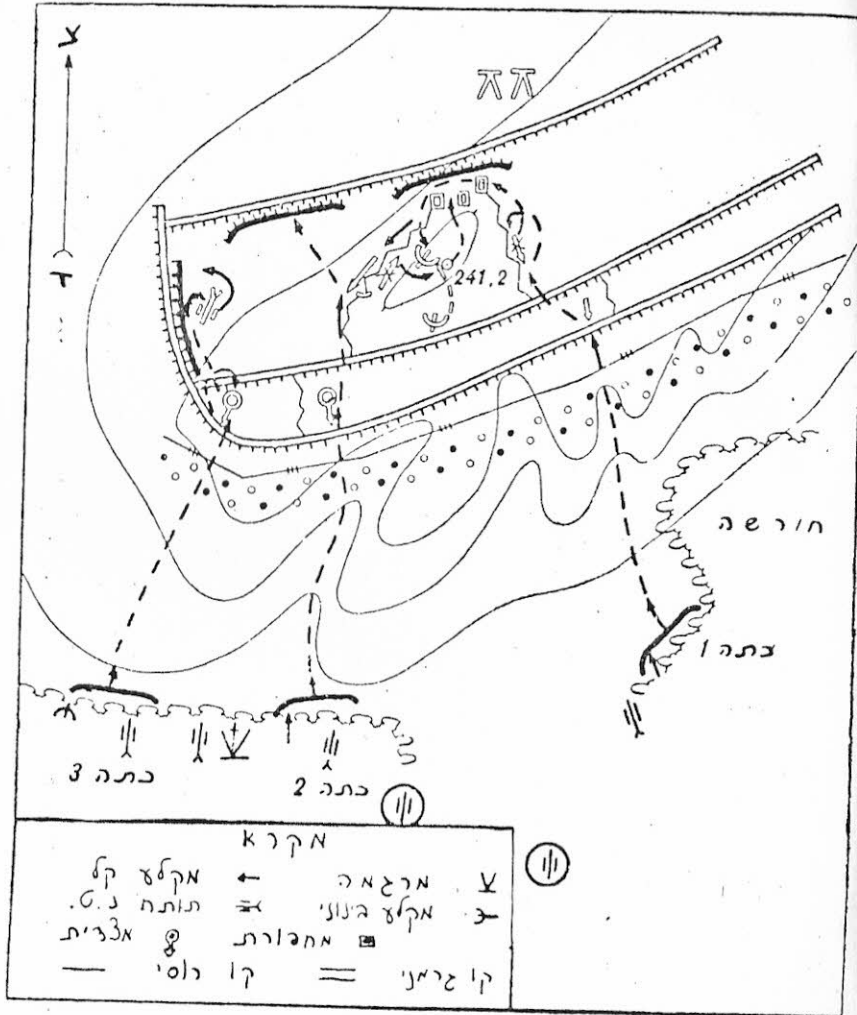 צ
241,2
חורשה
כתה 1
כתה 3
כתה 2
מקרא
מרגמה
מקלע קל
מקלע בינוני
תותח נ.ט.
מחפורת
מצדית
קו גרמני
קו רוסי